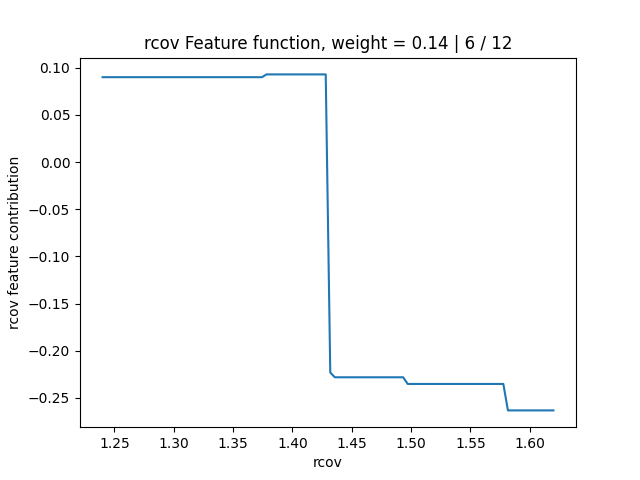 rcov Feature function, weight = 0.14 | 6 / 12
0.10
0.05
0.00
−0.05
−0.10
−0.15
−0.20
−0.25
rcov feature contribution
1.25 1.30 1.35 1.40 1.45 1.50 1.55 1.60
rcov